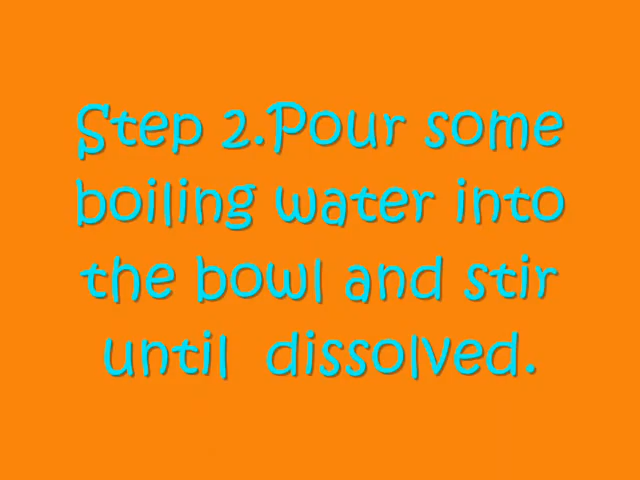 Step 2.Pour some
boiling water into
the bowl and stir
until  dissolved.